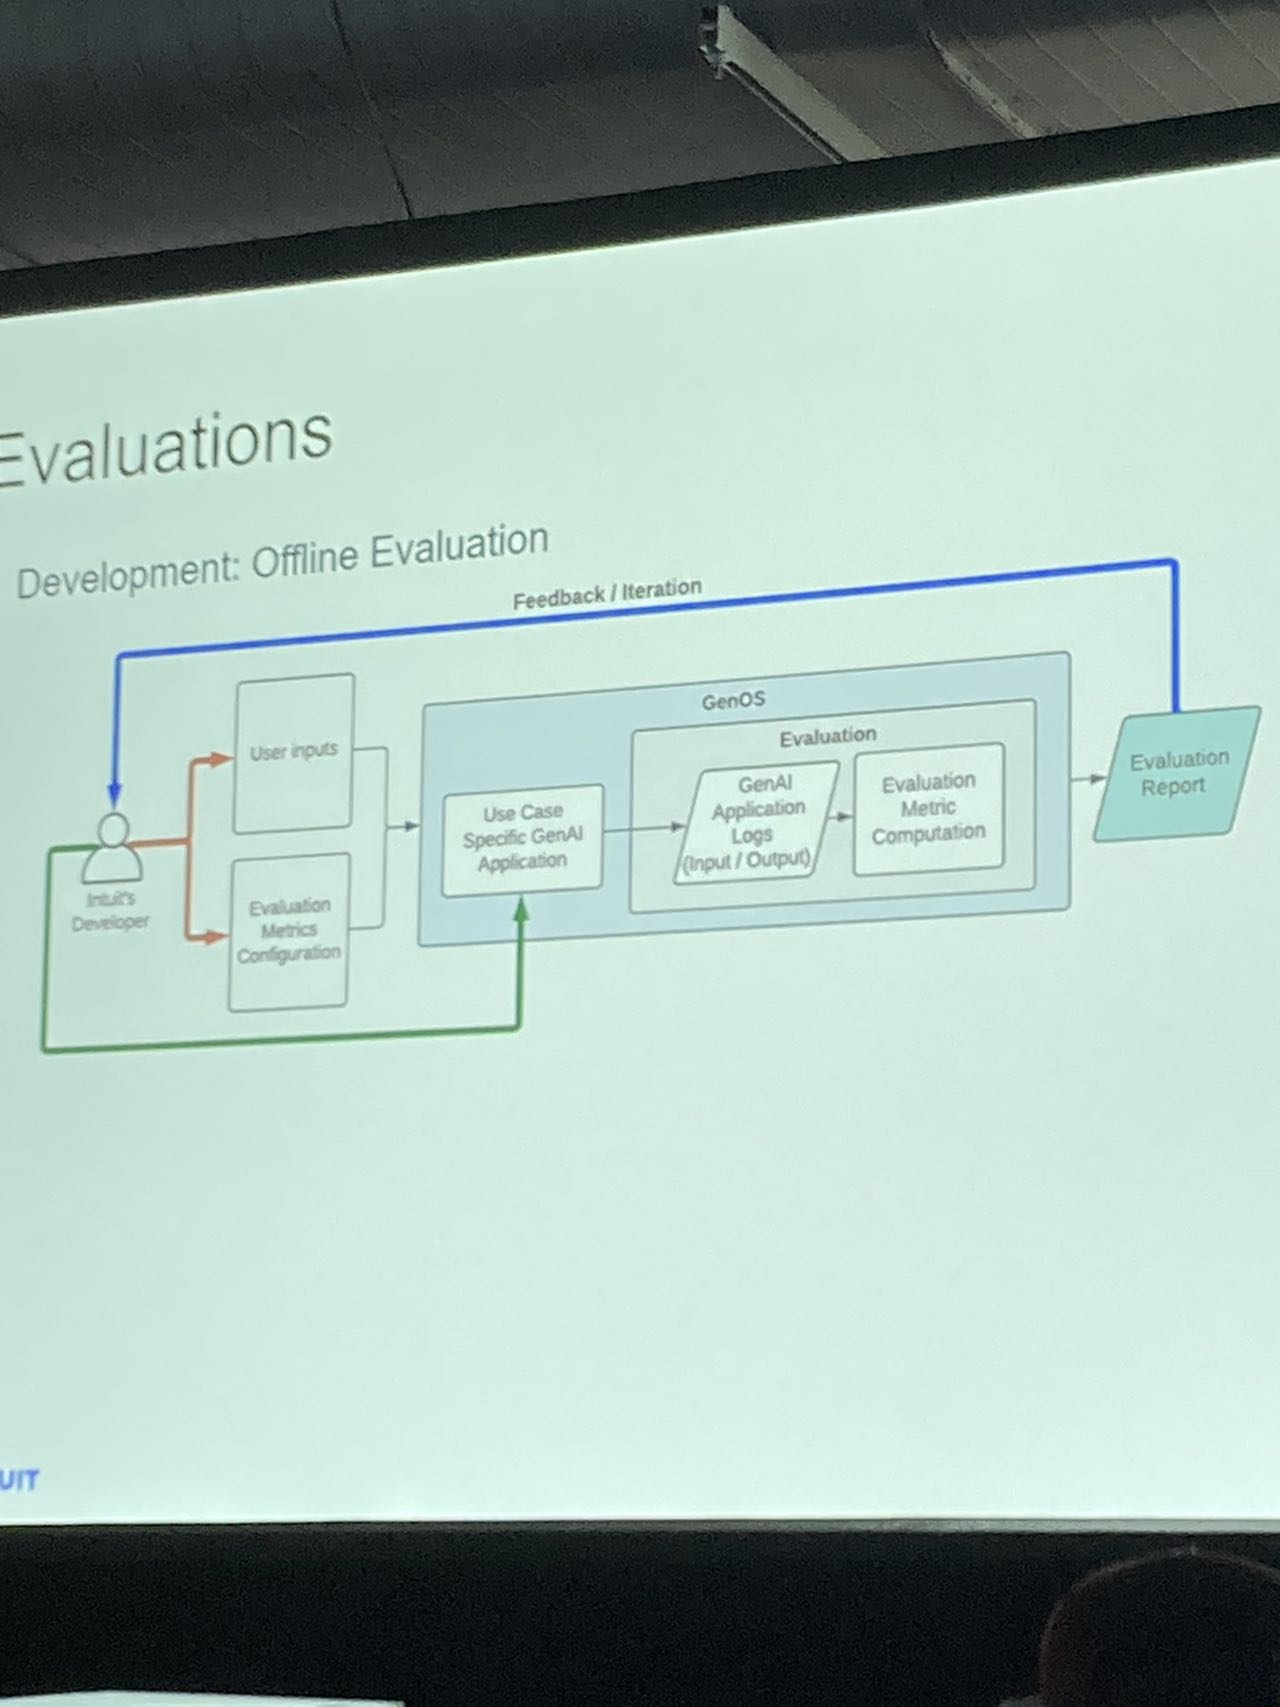 Evaluations
Development: Offline Evaluation
Feedback / Iteration
User inputs
GenOS
Evaluation
Use Case
Specific GenAI
Application
GenAI
Application
Logs
(Input / Output)
Evaluation
Metric
Computation
Evaluation
Report
Intuit's
Developer
Evaluation
Metrics
Configuration
UIT